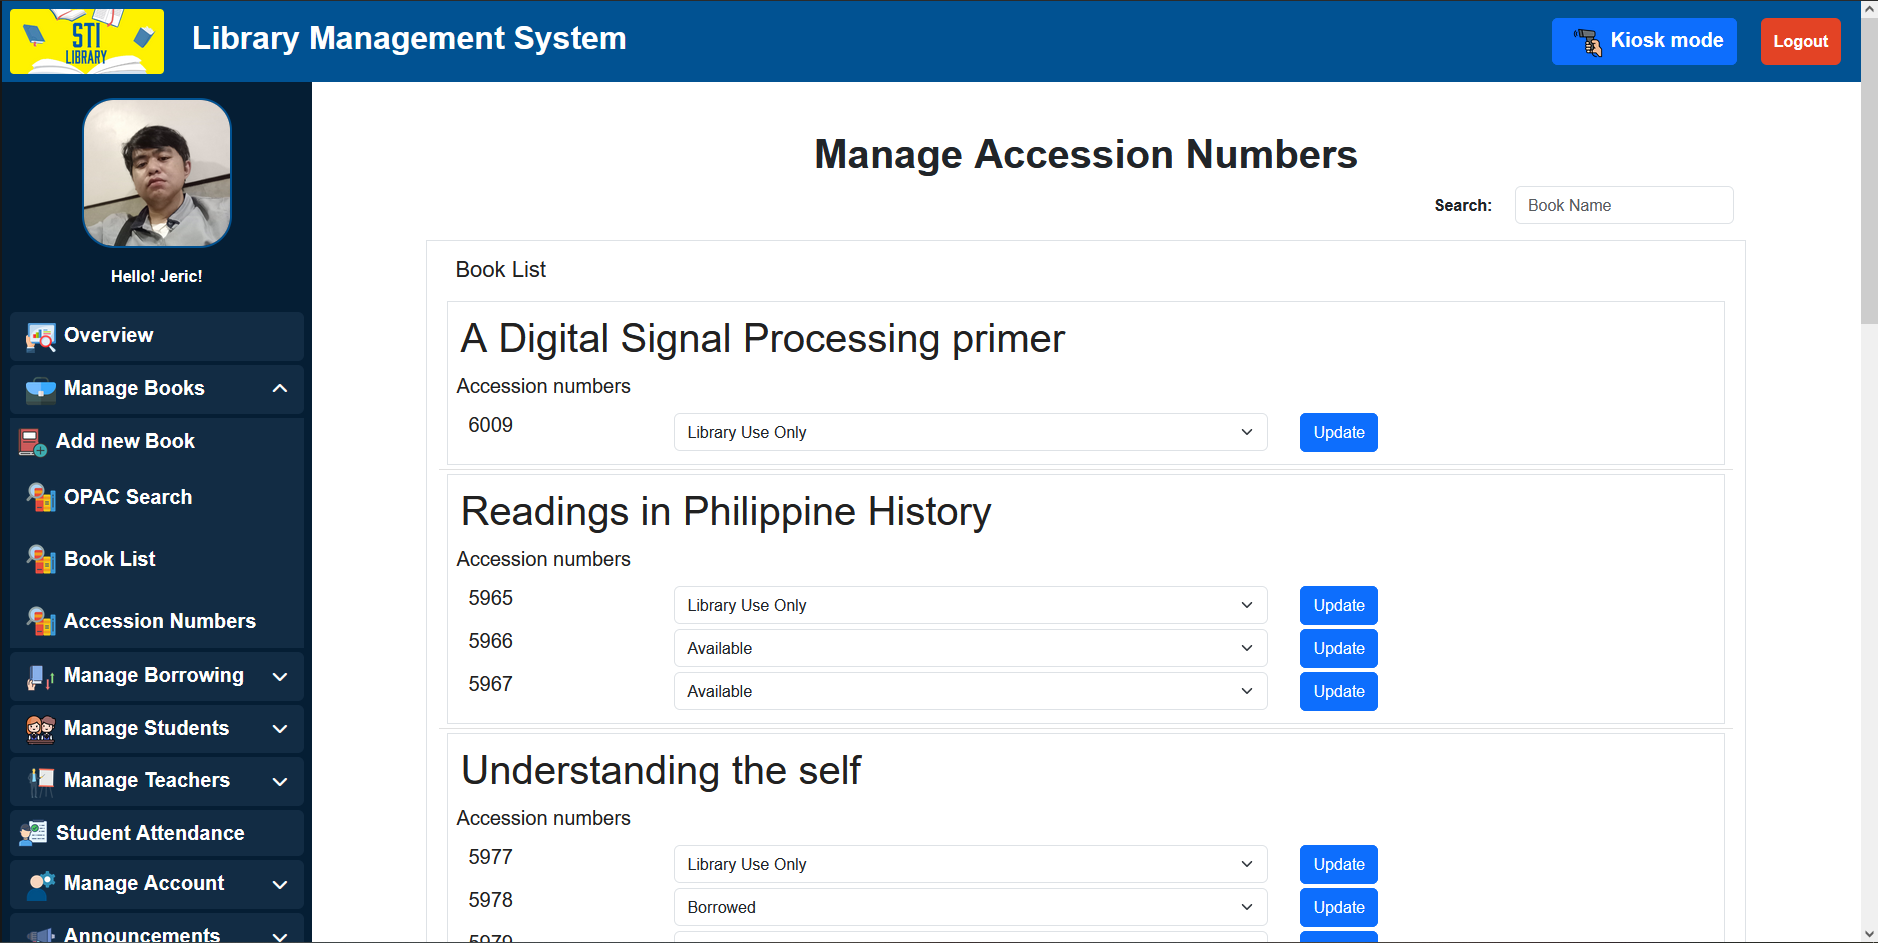 STI
LIBRARY
Library Management System
Kiosk mode
Logout
Hello! Jeric!
Overview
Manage Books
Add new Book
OPAC Search
Book List
Accession Numbers
Manage Borrowing
Manage Students
Manage Teachers
Student Attendance
Manage Account
Announcements
Manage Accession Numbers
Search: Book Name
Book List
A Digital Signal Processing primer
Accession numbers
6009 Library Use Only Update
Readings in Philippine History
Accession numbers
5965 Library Use Only Update
5966 Available Update
5967 Available Update
Understanding the self
Accession numbers
5977 Library Use Only Update
5978 Borrowed Update
5979